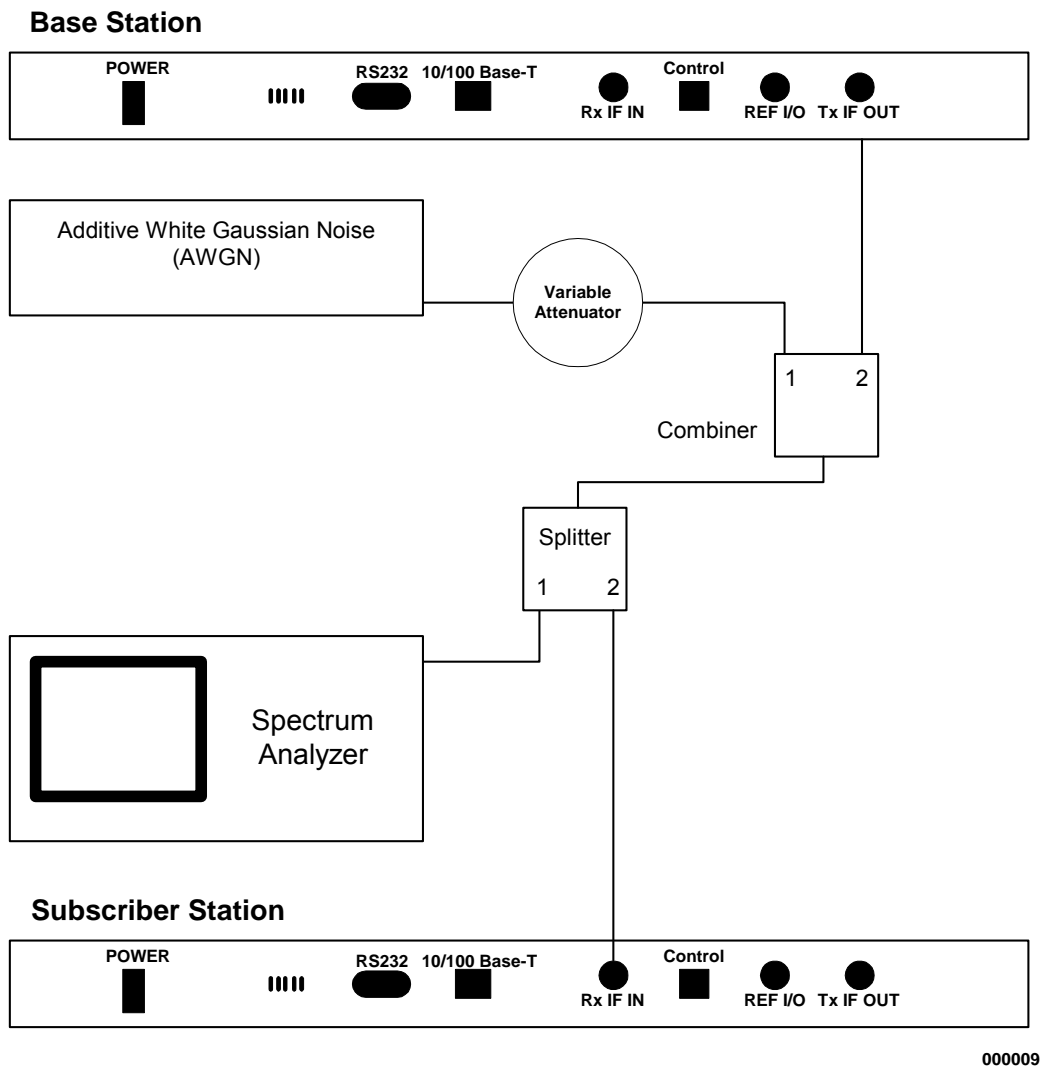 Base Station
POWER
RS232
10/100 Base-T
Rx IF IN
Control
REF I/O
Tx IF OUT
Additive White Gaussian Noise
(AWGN)
Variable
Attenuator
1 2
Combiner
Splitter
1 2
Spectrum
Analyzer
Subscriber Station
POWER
RS232
10/100 Base-T
Rx IF IN
Control
REF I/O
Tx IF OUT
000009